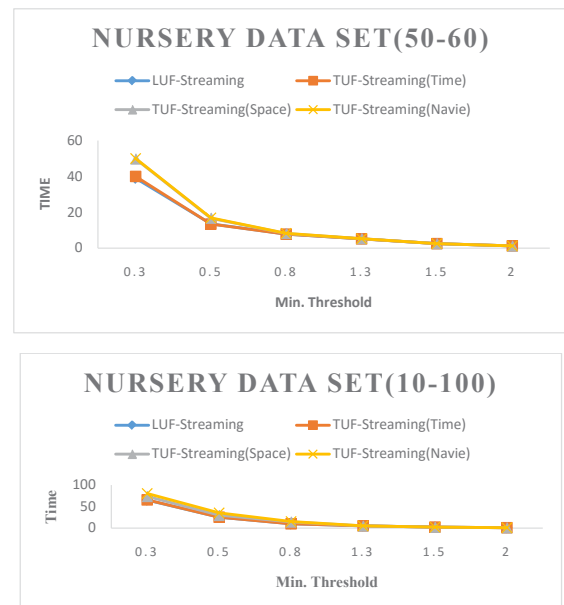 NURSERY DATA SET(50-60)
LUF-Streaming TUF-Streaming(Time)
TUF-Streaming(Space) TUF-Streaming(Navie)
60
40
20
0
TIME
0.3 0.5 0.8 1.3 1.5 2
Min. Threshold
NURSERY DATA SET(10-100)
LUF-Streaming TUF-Streaming(Time)
TUF-Streaming(Space) TUF-Streaming(Navie)
100
50
0
Time
0.3 0.5 0.8 1.3 1.5 2
Min. Threshold